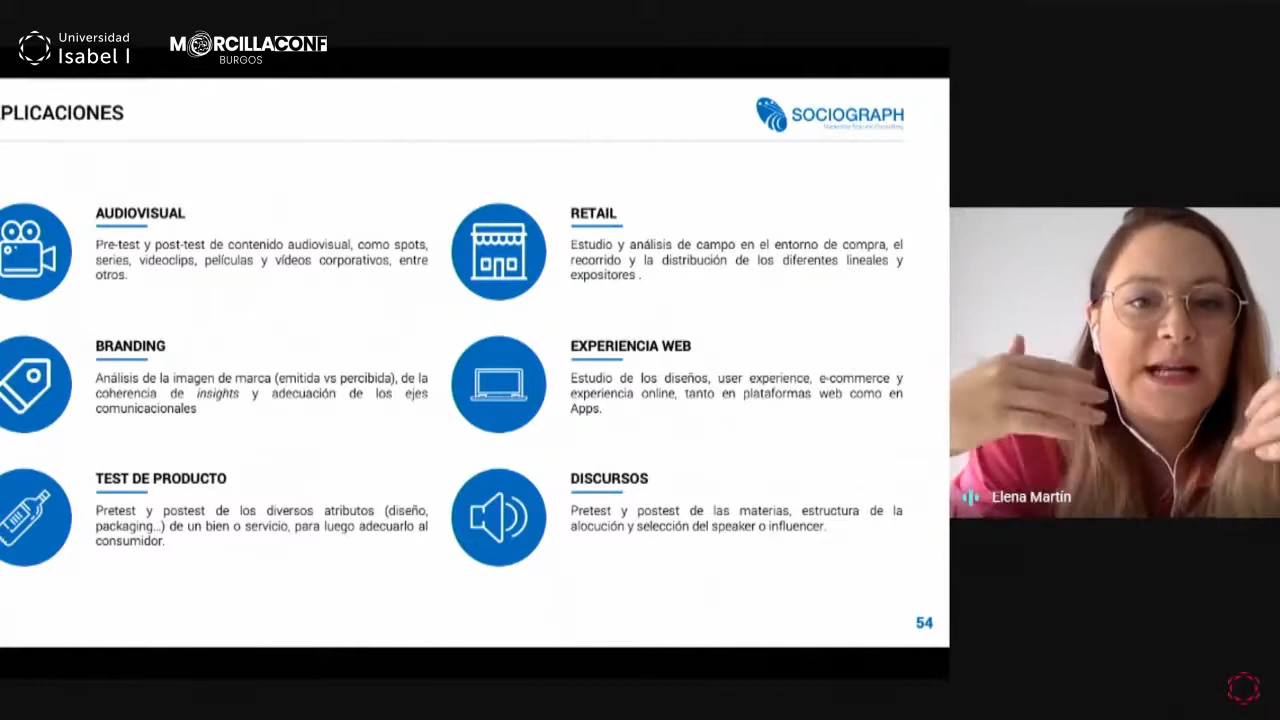 Universidad
Isabel I
MORCILLACONF
BURGOS
PLICACIONES
SOCIOGRAPH
AUDIOVISUAL
Pre-test y post-test de contenido audiovisual, como spots,
series, videoclips, películas y vídeos corporativos, entre
otros.
RETAIL
Estudio y análisis de campo en el entorno de compra, el
recorrido y la distribución de los diferentes lineales y
expositores .
BRANDING
Análisis de la imagen de marca (emitida vs percibida), de la
coherencia de insights y adecuación de los ejes
comunicacionales
EXPERIENCIA WEB
Estudio de los diseños, user experience, e-commerce y
experiencia online, tanto en plataformas web como en
Apps.
TEST DE PRODUCTO
Pretest y postest de los diversos atributos (diseño,
packaging...) de un bien o servicio, para luego adecuarlo al
consumidor.
DISCURSOS
Pretest y postest de las materias, estructura de la
alocución y selección del speaker o influencer.
Elena Martín
54